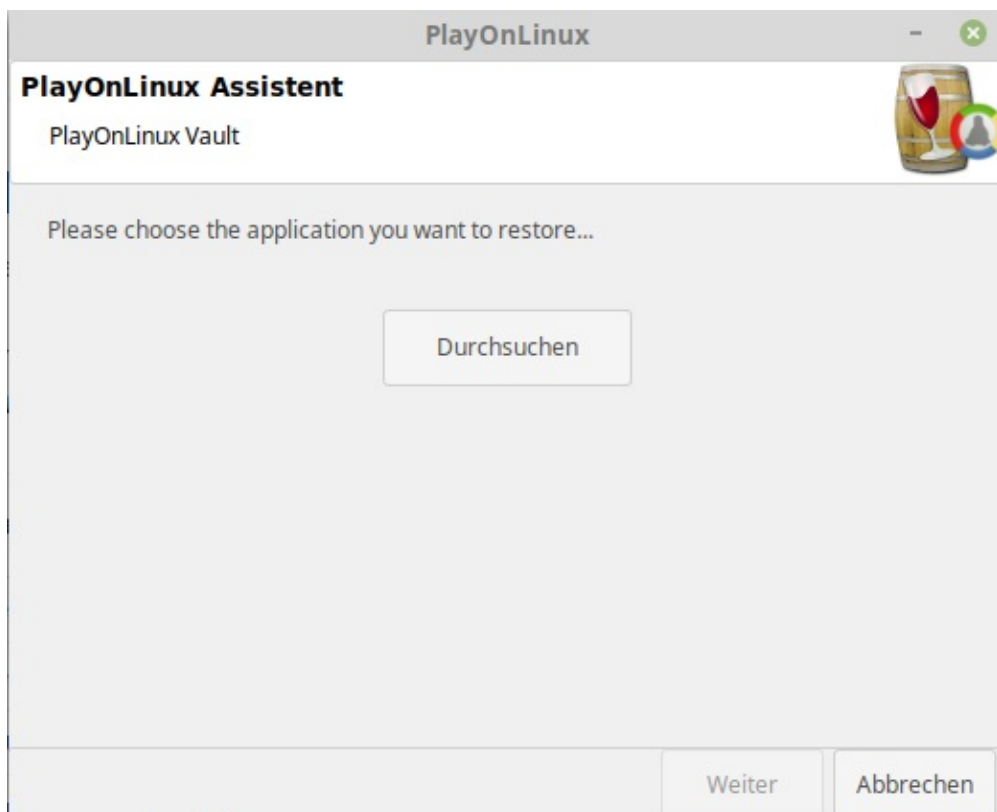 PlayOnLinux
PlayOnLinux Assistent
PlayOnLinux Vault
Please choose the application you want to restore...
Durchsuchen
Weiter
Abbrechen